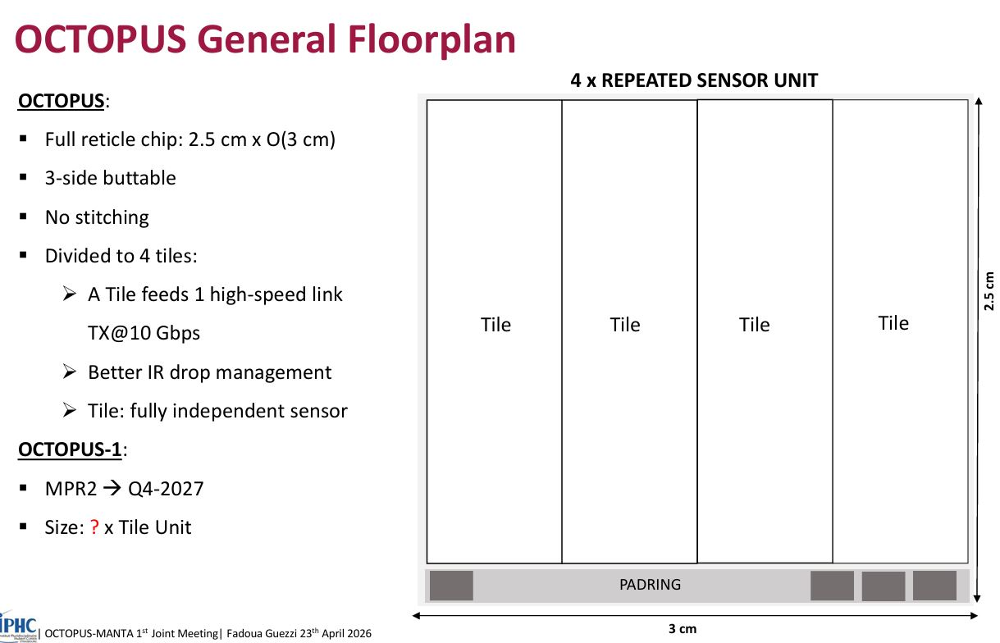 OCTOPUS General Floorplan
OCTOPUS:
▪ Full reticle chip: 2.5 cm x O(3 cm)
▪ 3-side buttable
▪ No stitching
▪ Divided to 4 tiles:
➢ A Tile feeds 1 high-speed link
TX@10 Gbps
➢ Better IR drop management
➢ Tile: fully independent sensor
OCTOPUS-1:
▪ MPR2 → Q4-2027
▪ Size: ? x Tile Unit
4 x REPEATED SENSOR UNIT
Tile
Tile
Tile
Tile
2.5 cm
PADRING
3 cm
iPHC
| OCTOPUS-MANTA 1st Joint Meeting| Fadoua Guezzi 23th April 2026